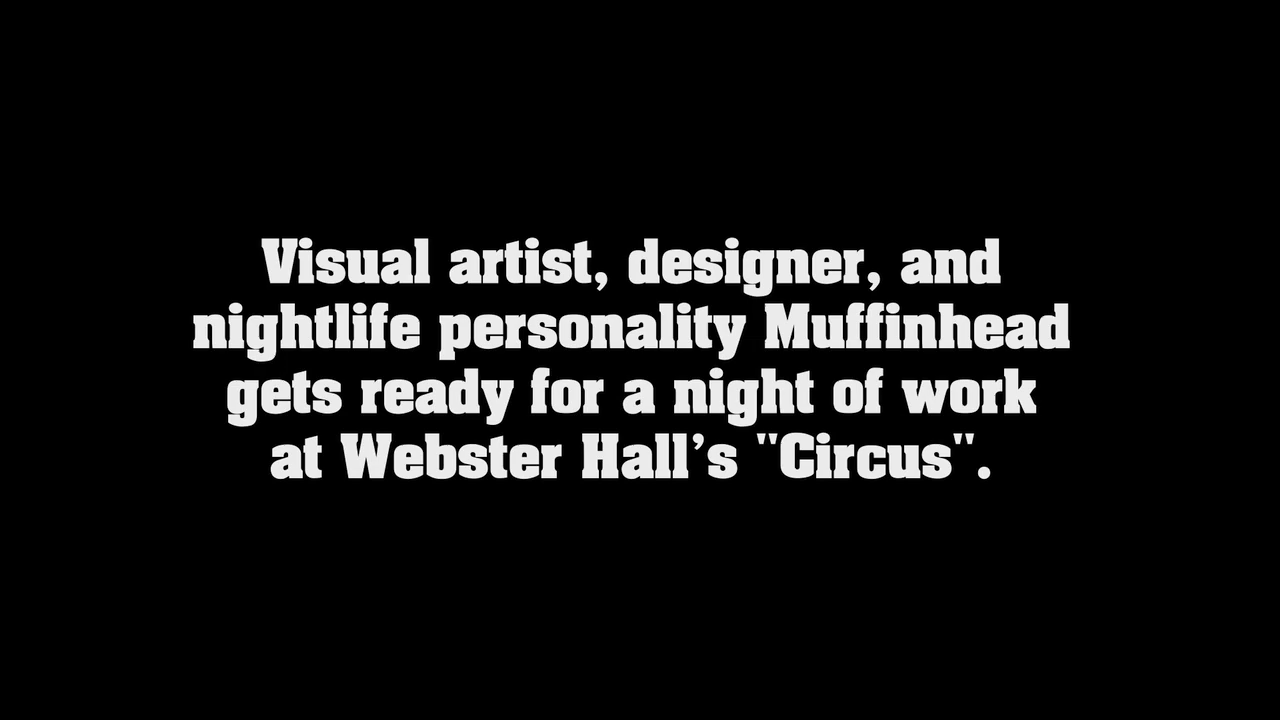 Visual artist, designer, and
nightlife personality Muffinhead
gets ready for a night of work
at Webster Hall’s "Circus".